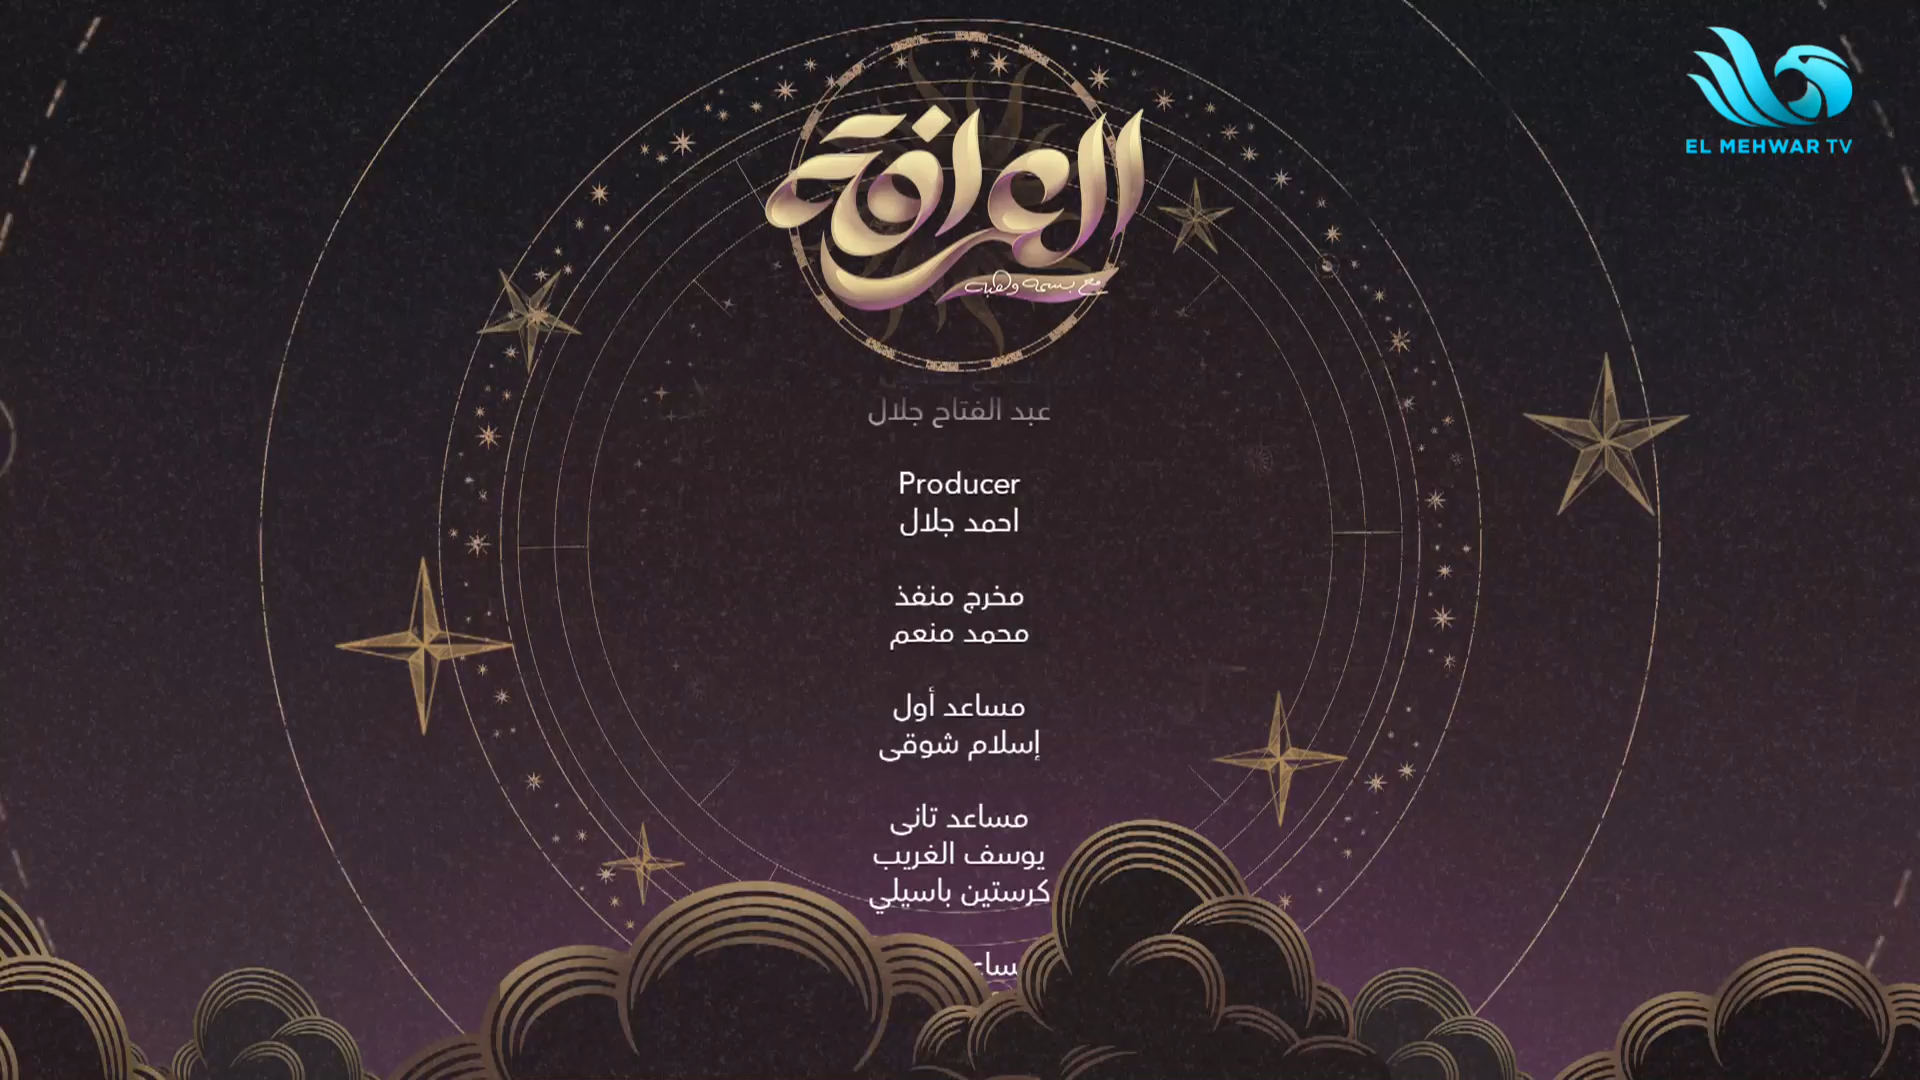 EL MEHWAR TV
العرافة
مع بسمة وهبه
عبد الفتاح جلال
Producer
احمد جلال
مخرج منفذ
محمد منعم
مساعد أول
إسلام شوقى
مساعد تانى
يوسف الغريب
كرستين باسيلي